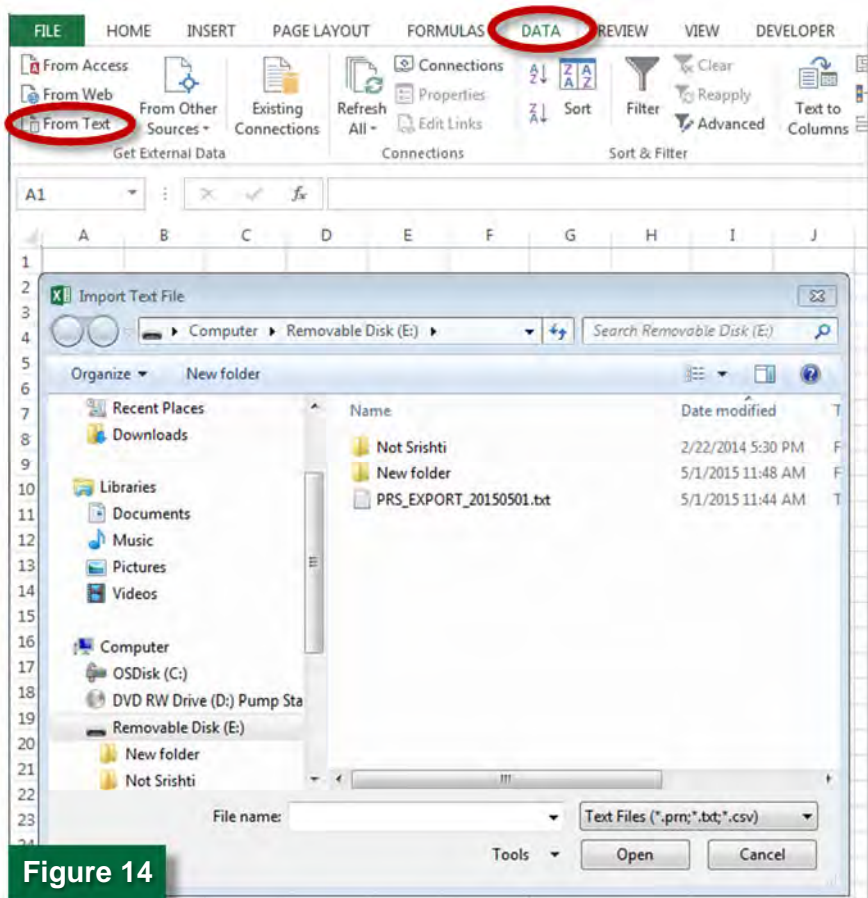 FILE HOME INSERT PAGE LAYOUT FORMULAS DATA REVIEW VIEW DEVELOPER
From Access
From Web
From Text
From Other
Sources
Existing
Connections
Get External Data
Refresh
All
Connections
Properties
Edit Links
Connections
Sort
Filter
Clear
Reapply
Advanced
Sort & Filter
Text to
Columns
A1 fx
A B C D E F G H I J
1
2
3
4
5
6
7
8
9
10
11
12
13
14
15
16
17
18
19
20
21
22
23
24
Import Text File
Computer Removable Disk (E:) Search Removable Disk (E:)
Organize New folder
Recent Places
Downloads
Libraries
Documents
Music
Pictures
Videos
Computer
OSDisk (C:)
DVD RW Drive (D:) Pump Sta
Removable Disk (E:)
New folder
Not Srishti
Name Date modified T
Not Srishti 2/22/2014 5:30 PM F
New folder 5/1/2015 11:48 AM F
PRS_EXPORT_20150501.txt 5/1/2015 11:44 AM T
File name: Text Files (*.prn;*.txt;*.csv)
Tools Open Cancel
Figure 14